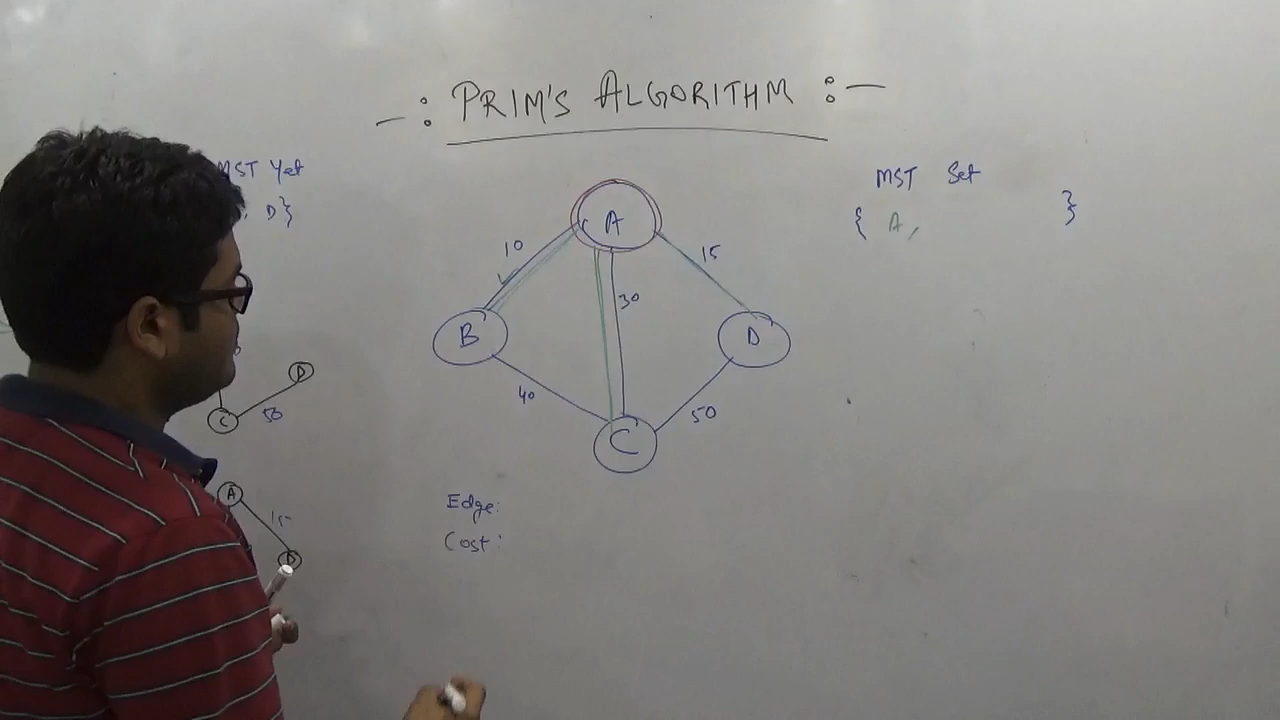 -: PRIM'S ALGORITHM :-
MST Yet
, D}
MST Set
{ A, }
A
10
15
30
B
D
40
50
C
D
C
50
A
15
D
Edge:
Cost: